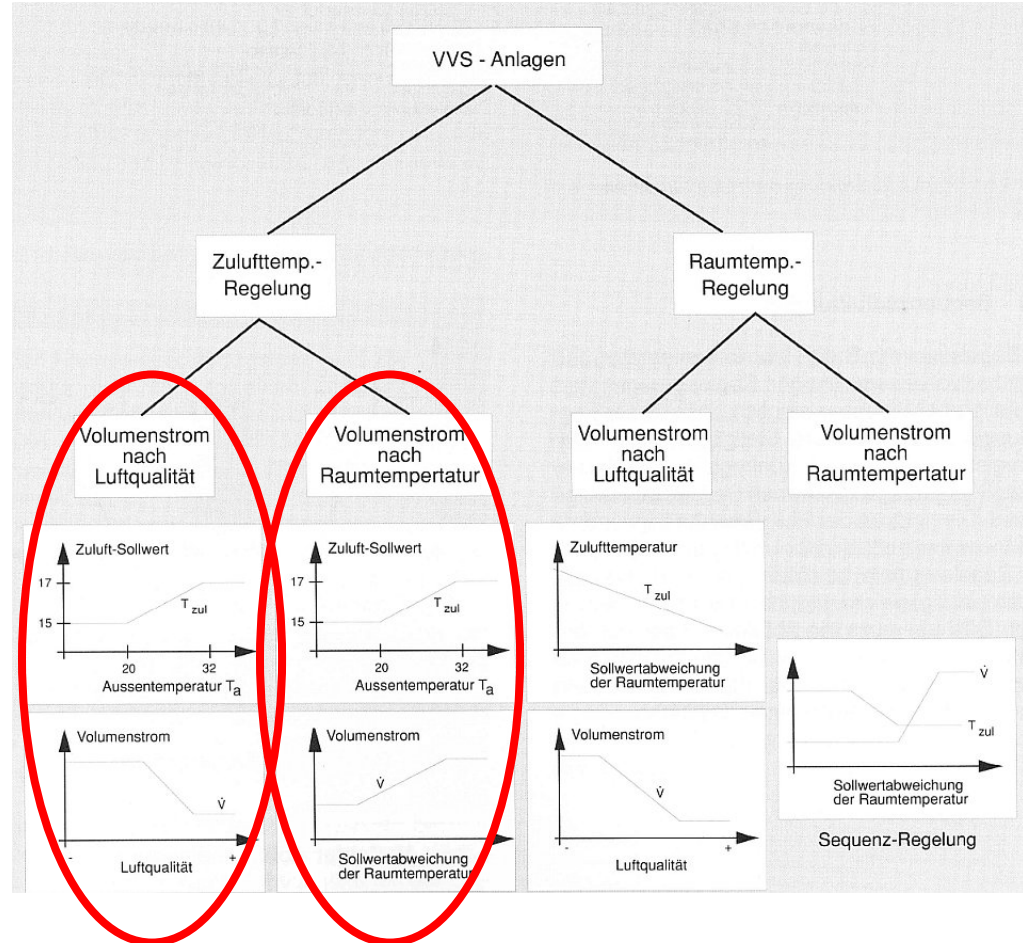 VVS - Anlagen
Zulufttemp.-
Regelung
Raumtemp.-
Regelung
Volumenstrom
nach
Luftqualität
Volumenstrom
nach
Raumtempertatur
Volumenstrom
nach
Luftqualität
Volumenstrom
nach
Raumtempertatur
Zuluft-Sollwert
17
15
T zul
20
32
Aussentemperatur Ta
Zuluft-Sollwert
17
15
T zul
20
32
Aussentemperatur Ta
Zulufttemperatur
T zul
Sollwertabweichung
der Raumtemperatur
Volumenstrom
V̇
- +
Luftqualität
Volumenstrom
V̇
Sollwertabweichung
der Raumtemperatur
Volumenstrom
V̇
- +
Luftqualität
V̇
T zul
Sollwertabweichung
der Raumtemperatur
Sequenz-Regelung